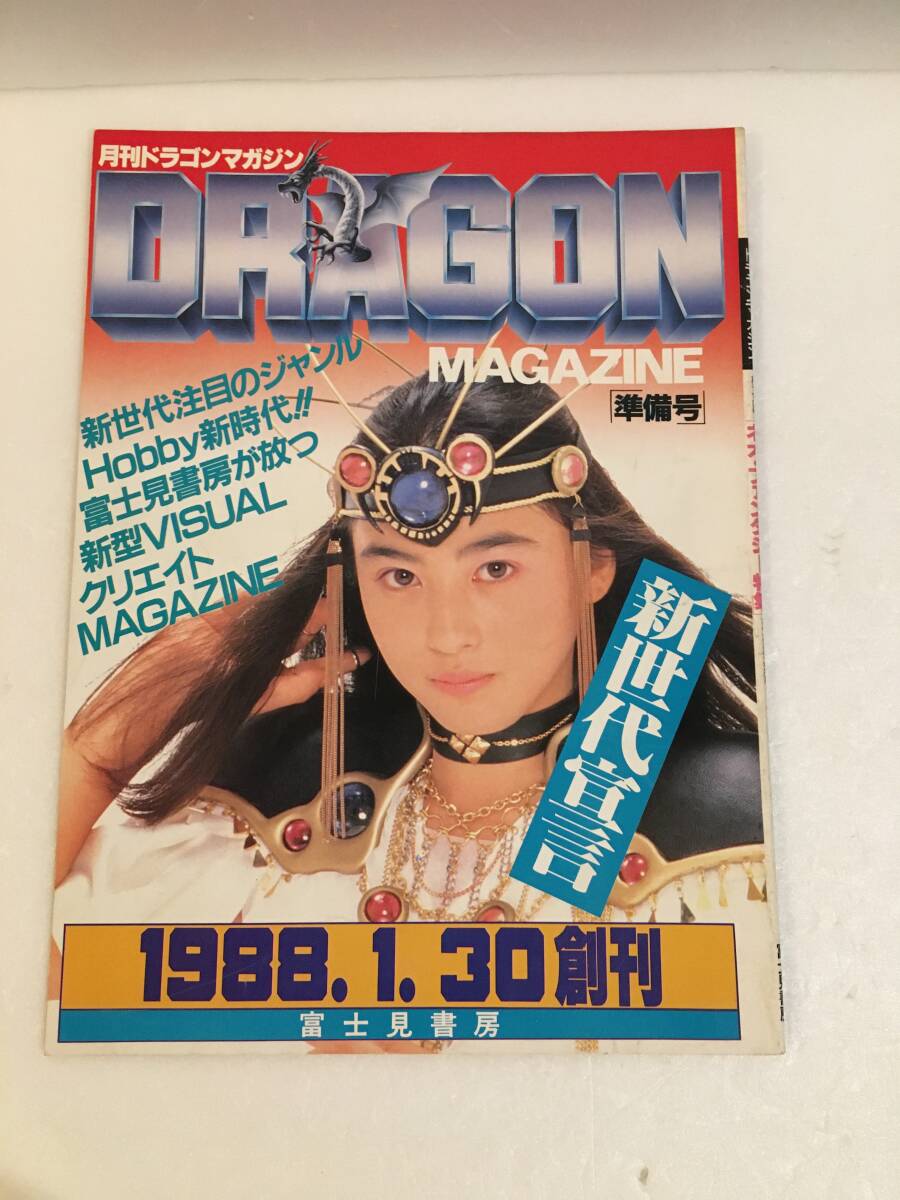 月刊ドラゴンマガジン
DRAGON
MAGAZINE
「準備号」
新世代注目のジャンル
Hobby新時代!!
富士見書房が放つ
新型VISUAL
クリエイト
MAGAZINE
新世代宣言
1988.1.30創刊
富士見書房